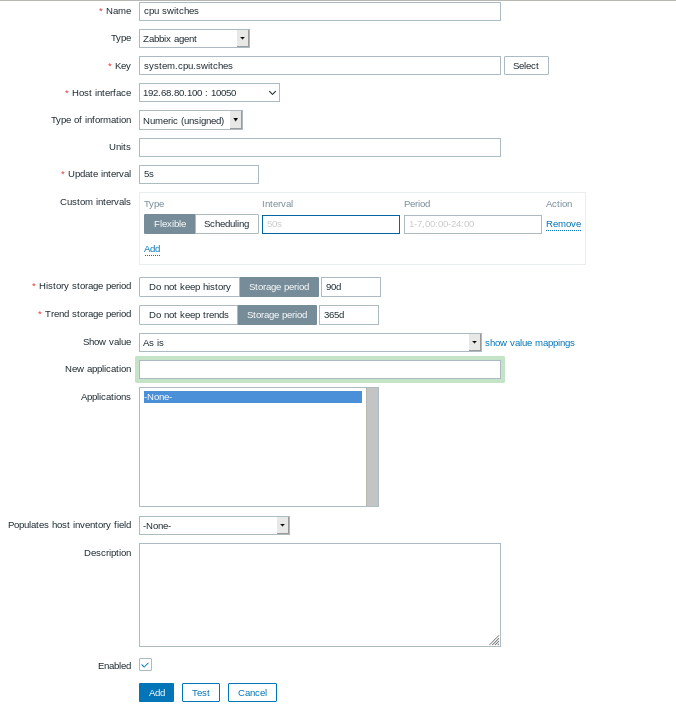 * Name cpu switches
Type Zabbix agent
* Key system.cpu.switches Select
* Host interface 192.68.80.100 : 10050
Type of information Numeric (unsigned)
Units
* Update interval 5s
Custom intervals Type Interval Period Action
Flexible Scheduling 50s 1-7,00:00-24:00 Remove
Add
* History storage period Do not keep history Storage period 90d
* Trend storage period Do not keep trends Storage period 365d
Show value As is show value mappings
New application
Applications -None-
Populates host inventory field -None-
Description
Enabled
Add Test Cancel